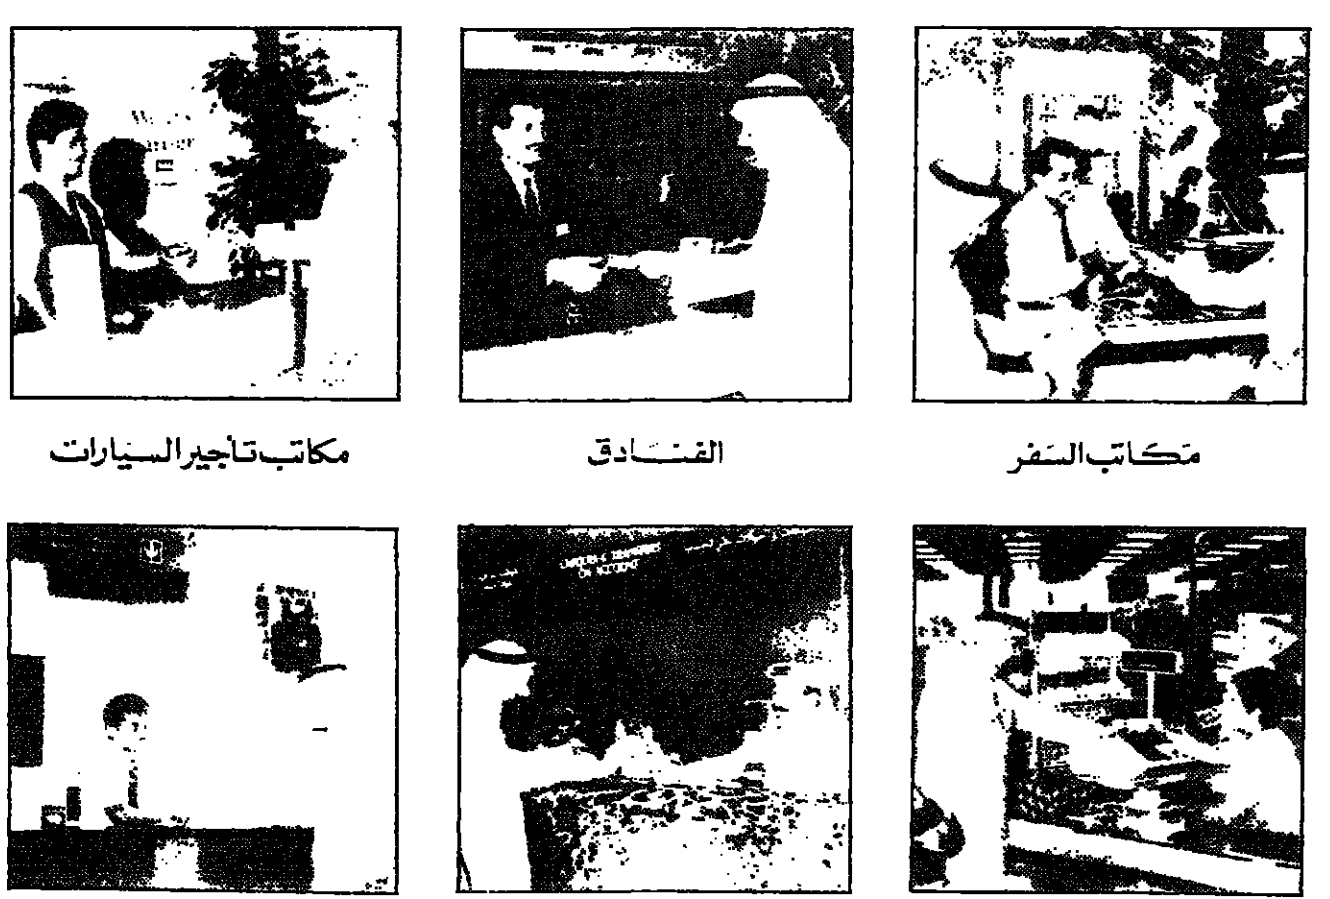 مكاتب السفر
الفنادق
مكاتب تأجير السيارات